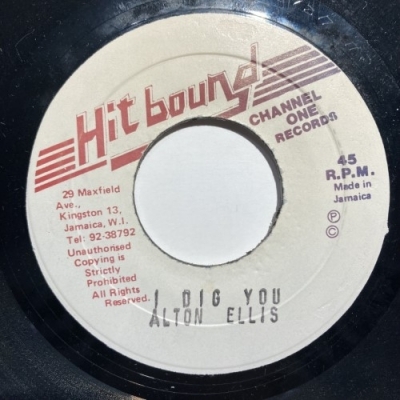 Hit bound
CHANNEL
ONE
RECORDS
29 Maxfield
Ave.,
Kingston 13,
Jamaica, W.I.
Tel: 92-38792
Unauthorised
Copying is
Strictly
Prohibited
All Rights
Reserved.
45
R.P.M.
Made in
Jamaica
Ⓟ
©
I DIG YOU
ALTON ELLIS